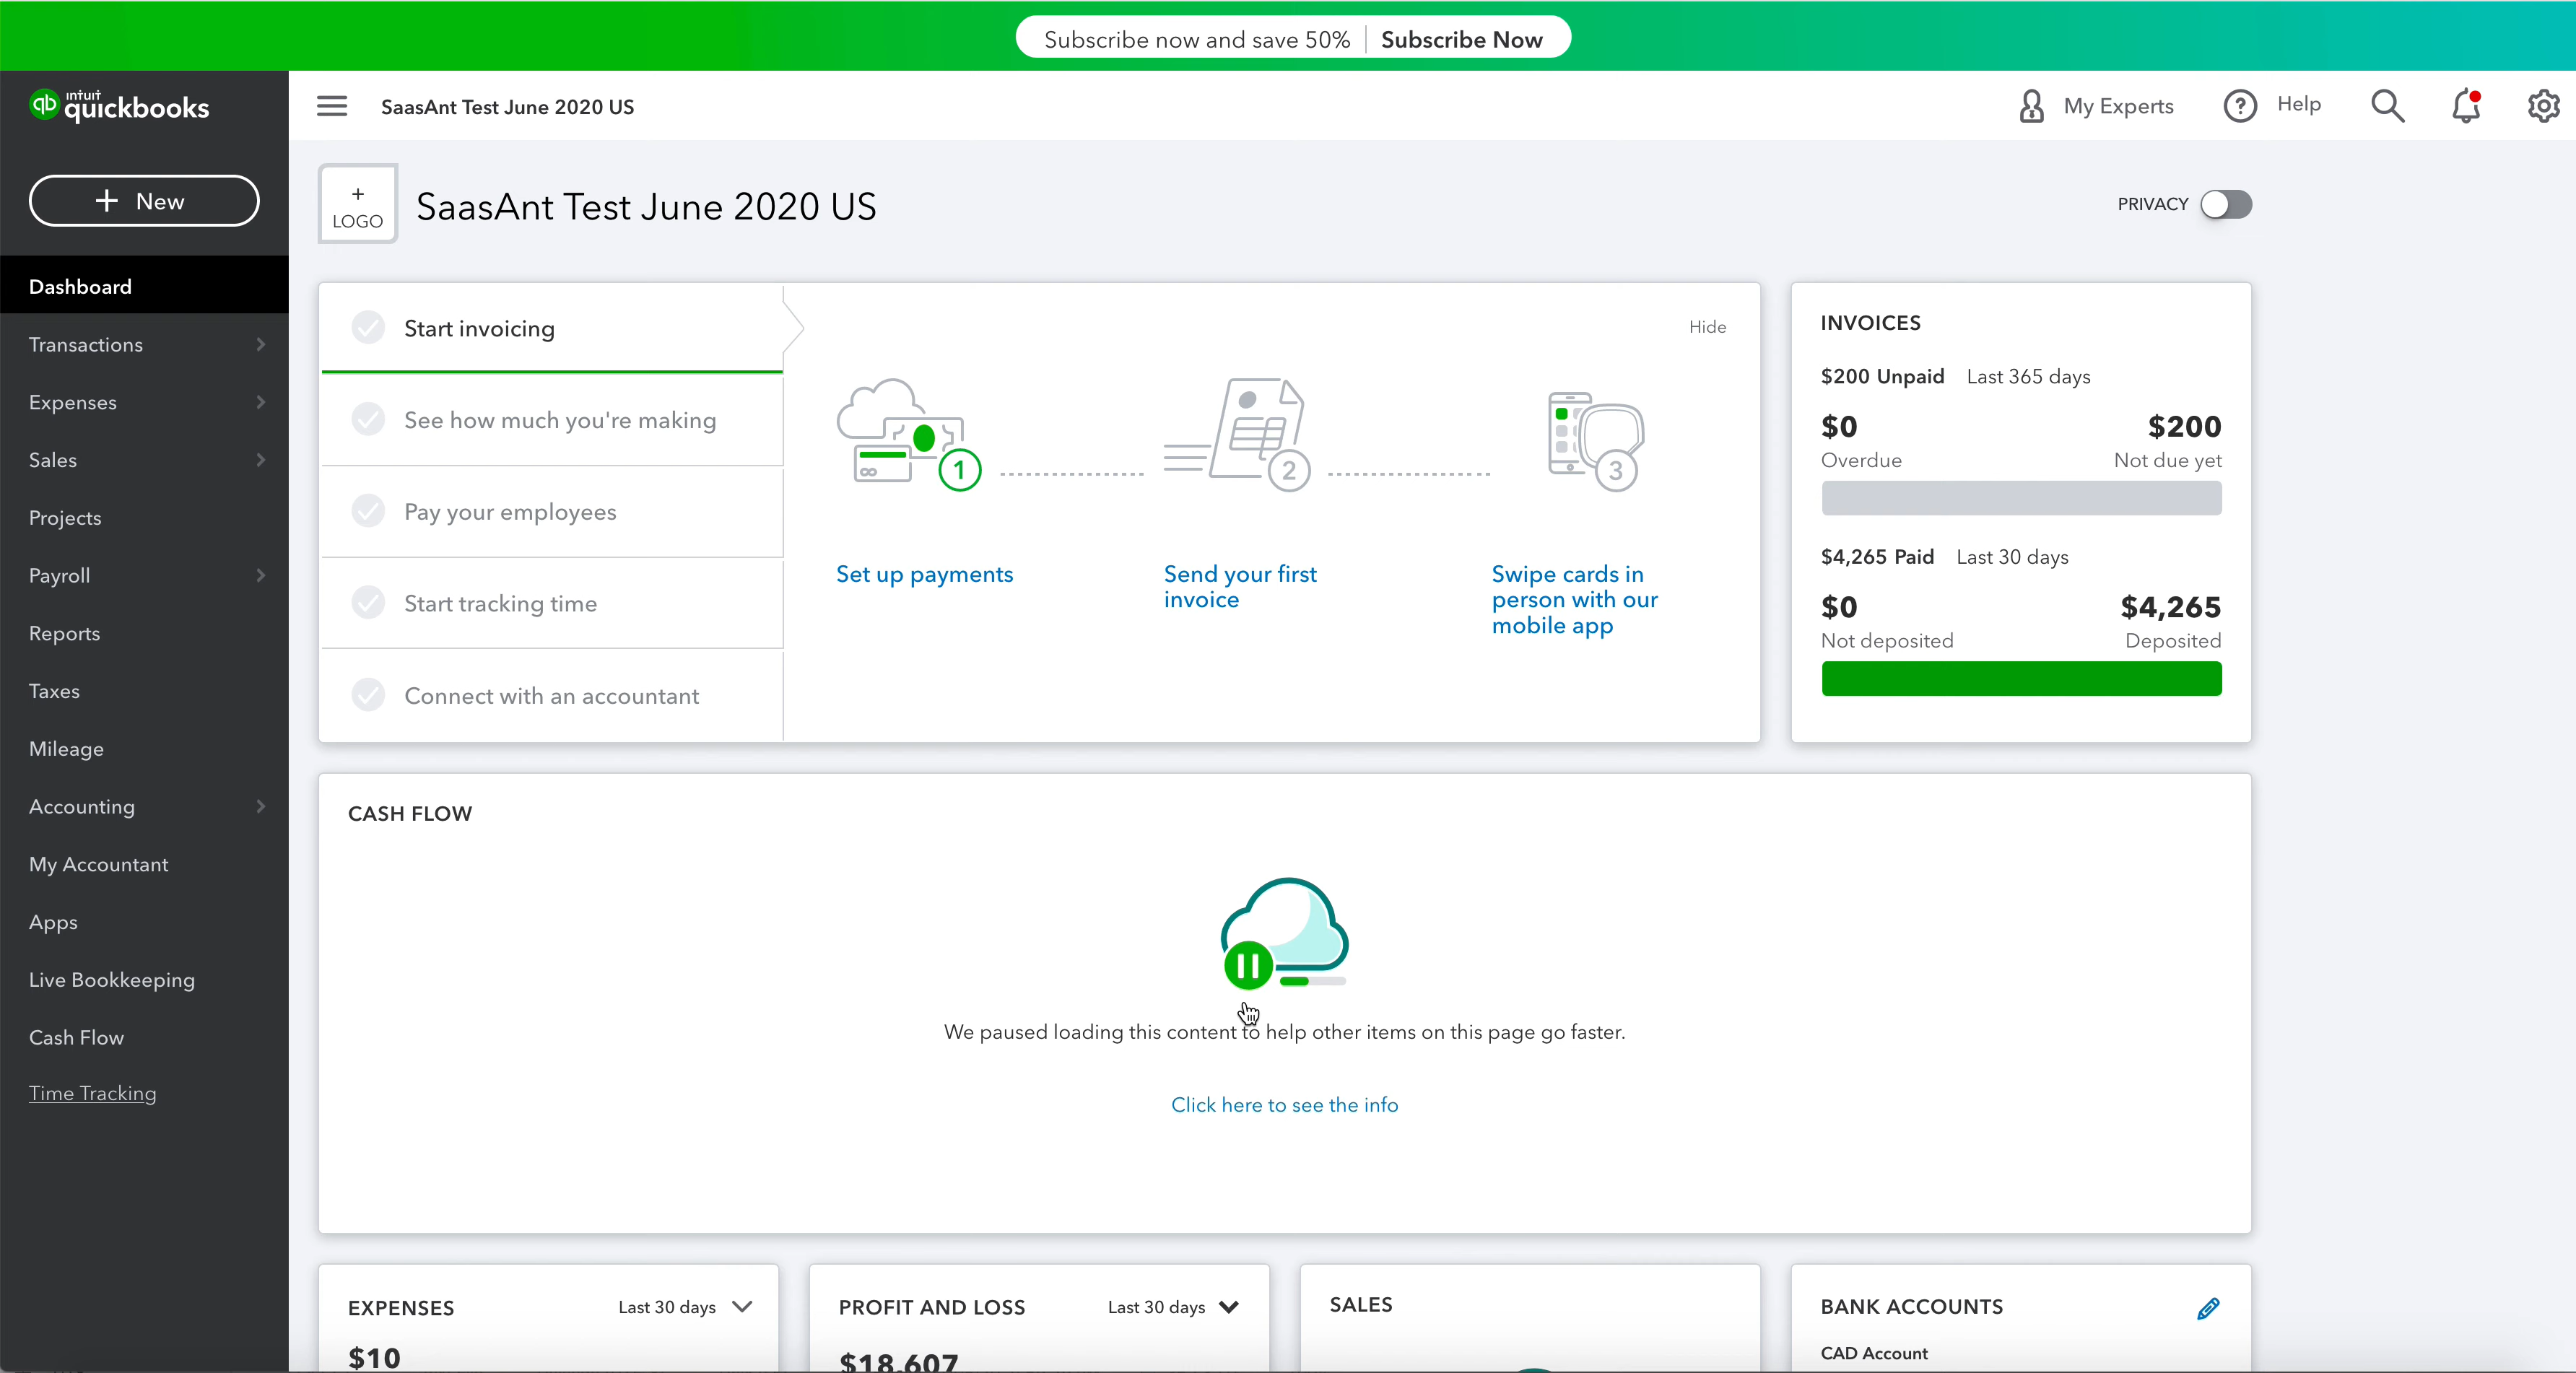 Subscribe now and save 50% Subscribe Now
intuit
qb quickbooks
SaasAnt Test June 2020 US
My Experts
? Help
+ New
+
LOGO
SaasAnt Test June 2020 US
PRIVACY
Dashboard
Transactions
Expenses
Sales
Projects
Payroll
Reports
Taxes
Mileage
Accounting
My Accountant
Apps
Live Bookkeeping
Cash Flow
Time Tracking
Start invoicing
See how much you're making
Pay your employees
Start tracking time
Connect with an accountant
Hide
1
2
3
Set up payments
Send your first
invoice
Swipe cards in
person with our
mobile app
INVOICES
$200 Unpaid Last 365 days
$0 $200
Overdue Not due yet
$4,265 Paid Last 30 days
$0 $4,265
Not deposited Deposited
CASH FLOW
We paused loading this content to help other items on this page go faster.
Click here to see the info
EXPENSES Last 30 days
$10
PROFIT AND LOSS Last 30 days
$18,607
SALES
BANK ACCOUNTS
CAD Account